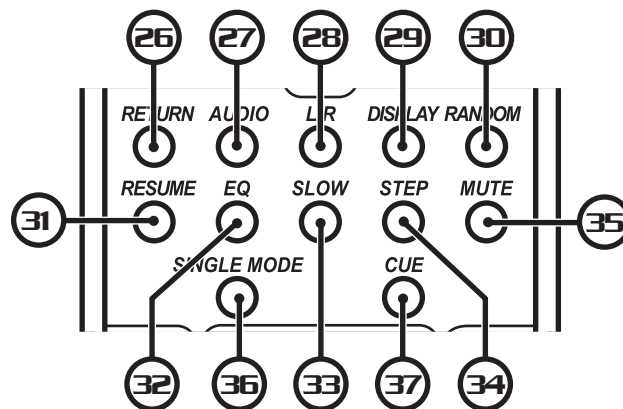 26 27 28 29 30
RETURN AUDIO L/R DISPLAY RANDOM
RESUME EQ SLOW STEP MUTE
31 35
SINGLE MODE CUE
32 36 33 37 34